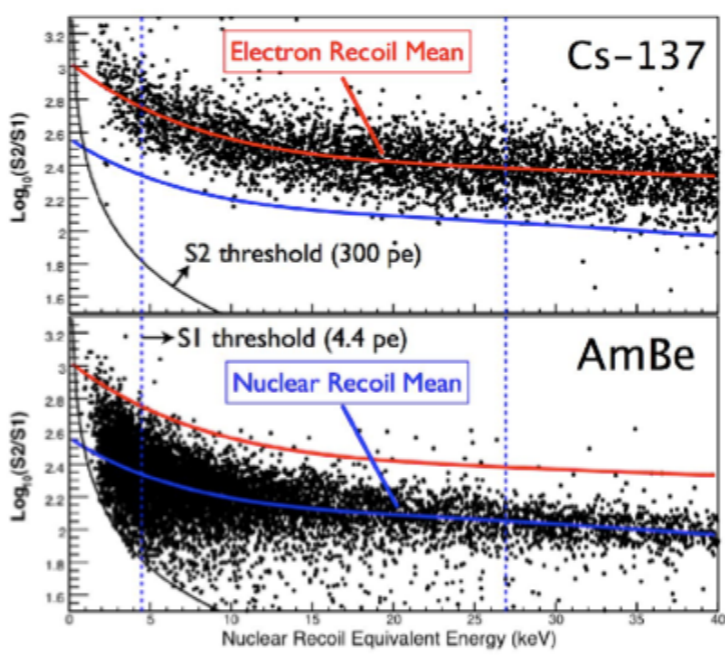 Electron Recoil Mean
Cs-137
Log10(S2/S1)
3.2
3
2.8
2.6
2.4
2.2
2
1.8
1.6
S2 threshold (300 pe)
S1 threshold (4.4 pe)
AmBe
Nuclear Recoil Mean
Log10(S2/S1)
3.2
3
2.8
2.6
2.4
2.2
2
1.8
1.6
0 5 10 15 20 25 30 35 40
Nuclear Recoil Equivalent Energy (keV)